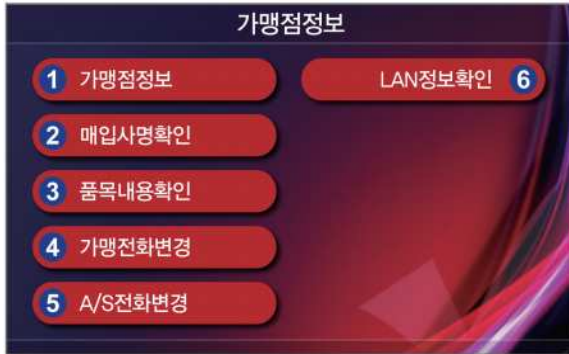 가맹점정보
1 가맹점정보
2 매입사명확인
3 품목내용확인
4 가맹전화변경
5 A/S전화변경
LAN정보확인 6